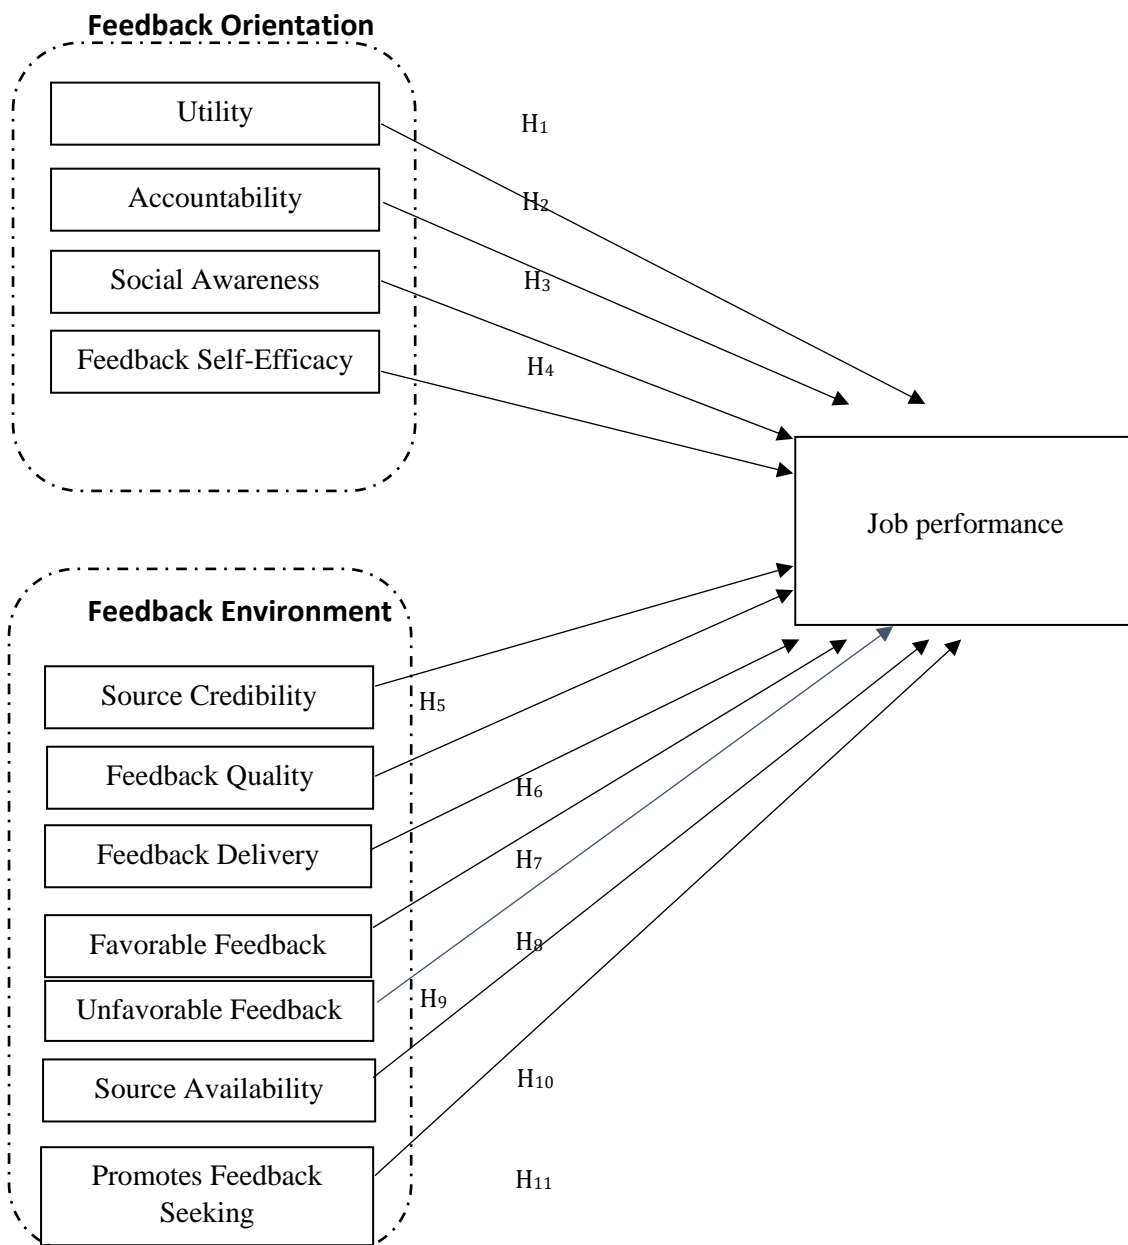 Feedback Orientation
Utility
H1
Accountability
H2
Social Awareness
H3
Feedback Self-Efficacy
H4
Job performance
Feedback Environment
Source Credibility
H5
Feedback Quality
H6
Feedback Delivery
H7
Favorable Feedback
H8
Unfavorable Feedback
H9
Source Availability
H10
Promotes Feedback
Seeking
H11